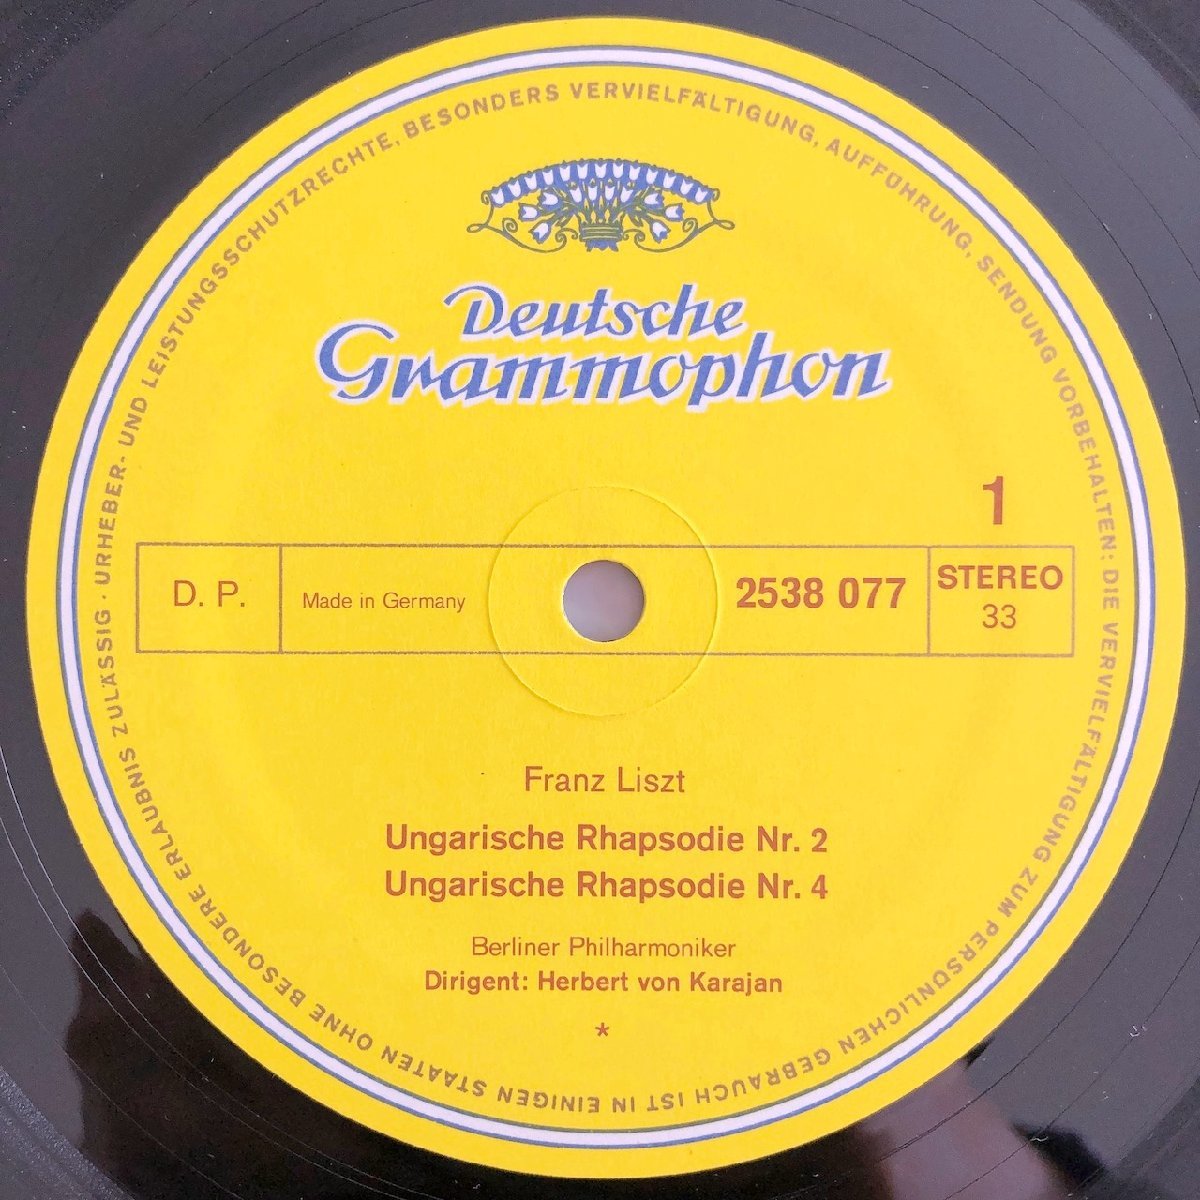 URHEBER- UND LEISTUNGSSCHUTZRECHTE, BESONDERS VERVIELFÄLTIGUNG, AUFFÜHRUNG, SENDUNG VORBEHALTEN: DIE VERVIELFÄLTIGUNG ZUM PERSÖNLICHEN GEBRAUCH IST IN EINIGEN STAATEN OHNE BESONDERE ERLAUBNIS ZULÄSSIG ·
Deutsche
Grammophon
1
D. P.
Made in Germany
2538 077
STEREO
33
Franz Liszt
Ungarische Rhapsodie Nr. 2
Ungarische Rhapsodie Nr. 4
Berliner Philharmoniker
Dirigent: Herbert von Karajan
*